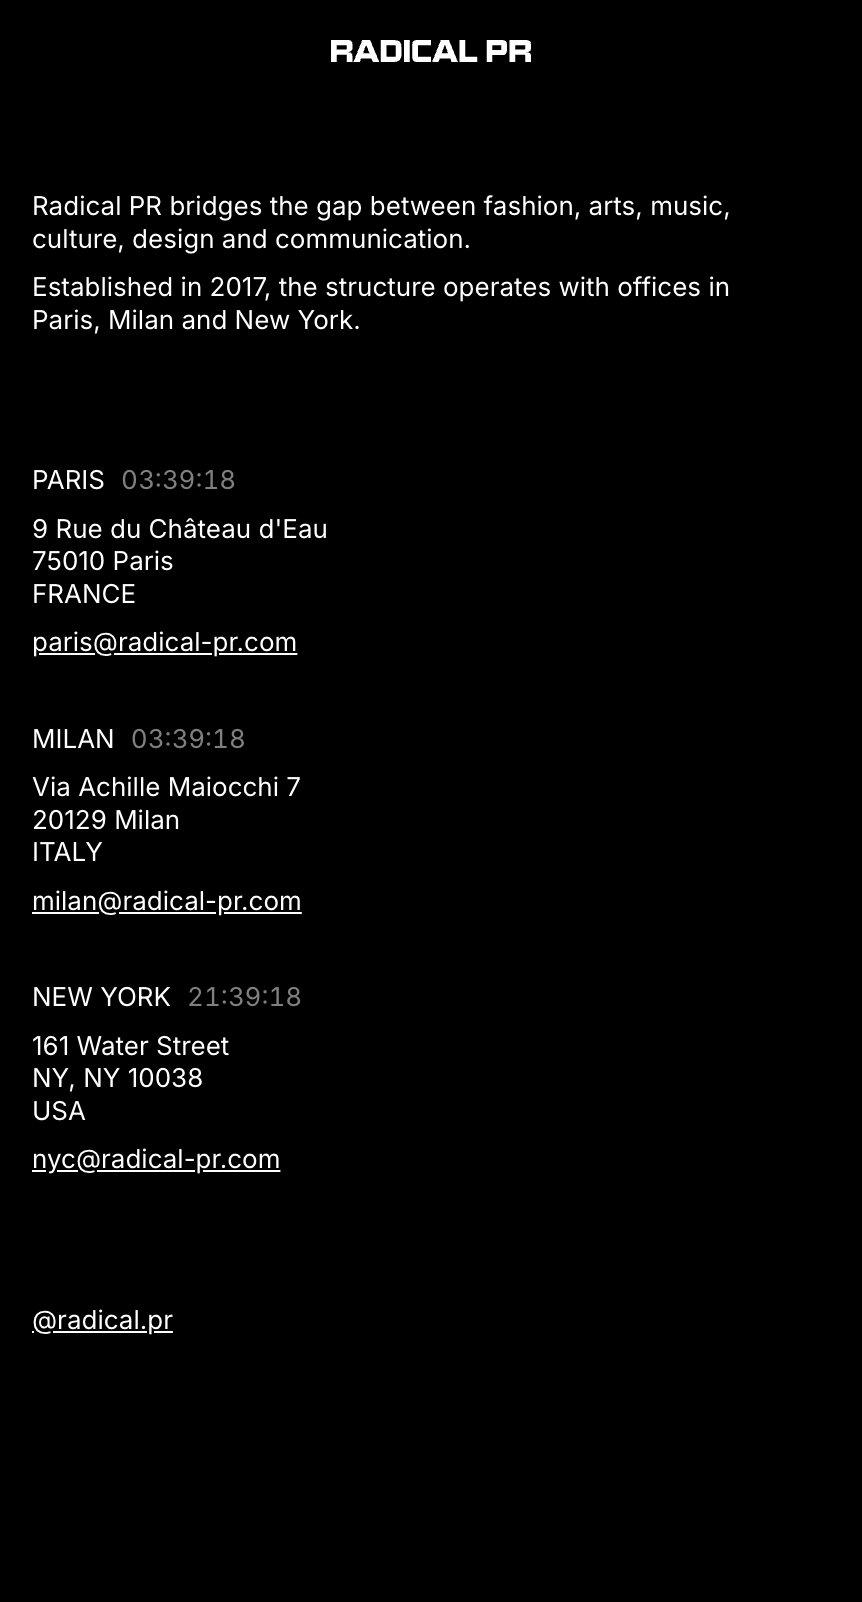 RADICAL PR
Radical PR bridges the gap between fashion, arts, music,
culture, design and communication.
Established in 2017, the structure operates with offices in
Paris, Milan and New York.
PARIS 03:39:18
9 Rue du Château d'Eau
75010 Paris
FRANCE
paris@radical-pr.com
MILAN 03:39:18
Via Achille Maiocchi 7
20129 Milan
ITALY
milan@radical-pr.com
NEW YORK 21:39:18
161 Water Street
NY, NY 10038
USA
nyc@radical-pr.com
@radical.pr